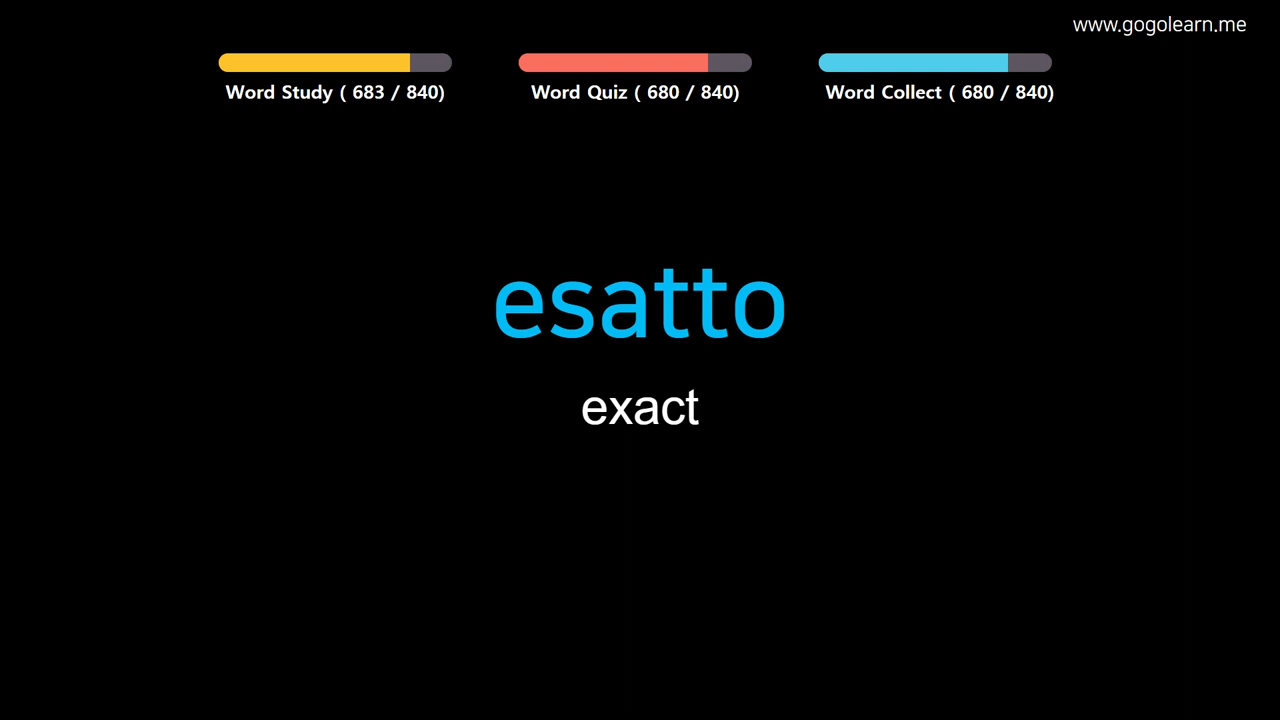 www.gogolearn.me
Word Study ( 683 / 840)
Word Quiz ( 680 / 840)
Word Collect ( 680 / 840)
esatto
exact